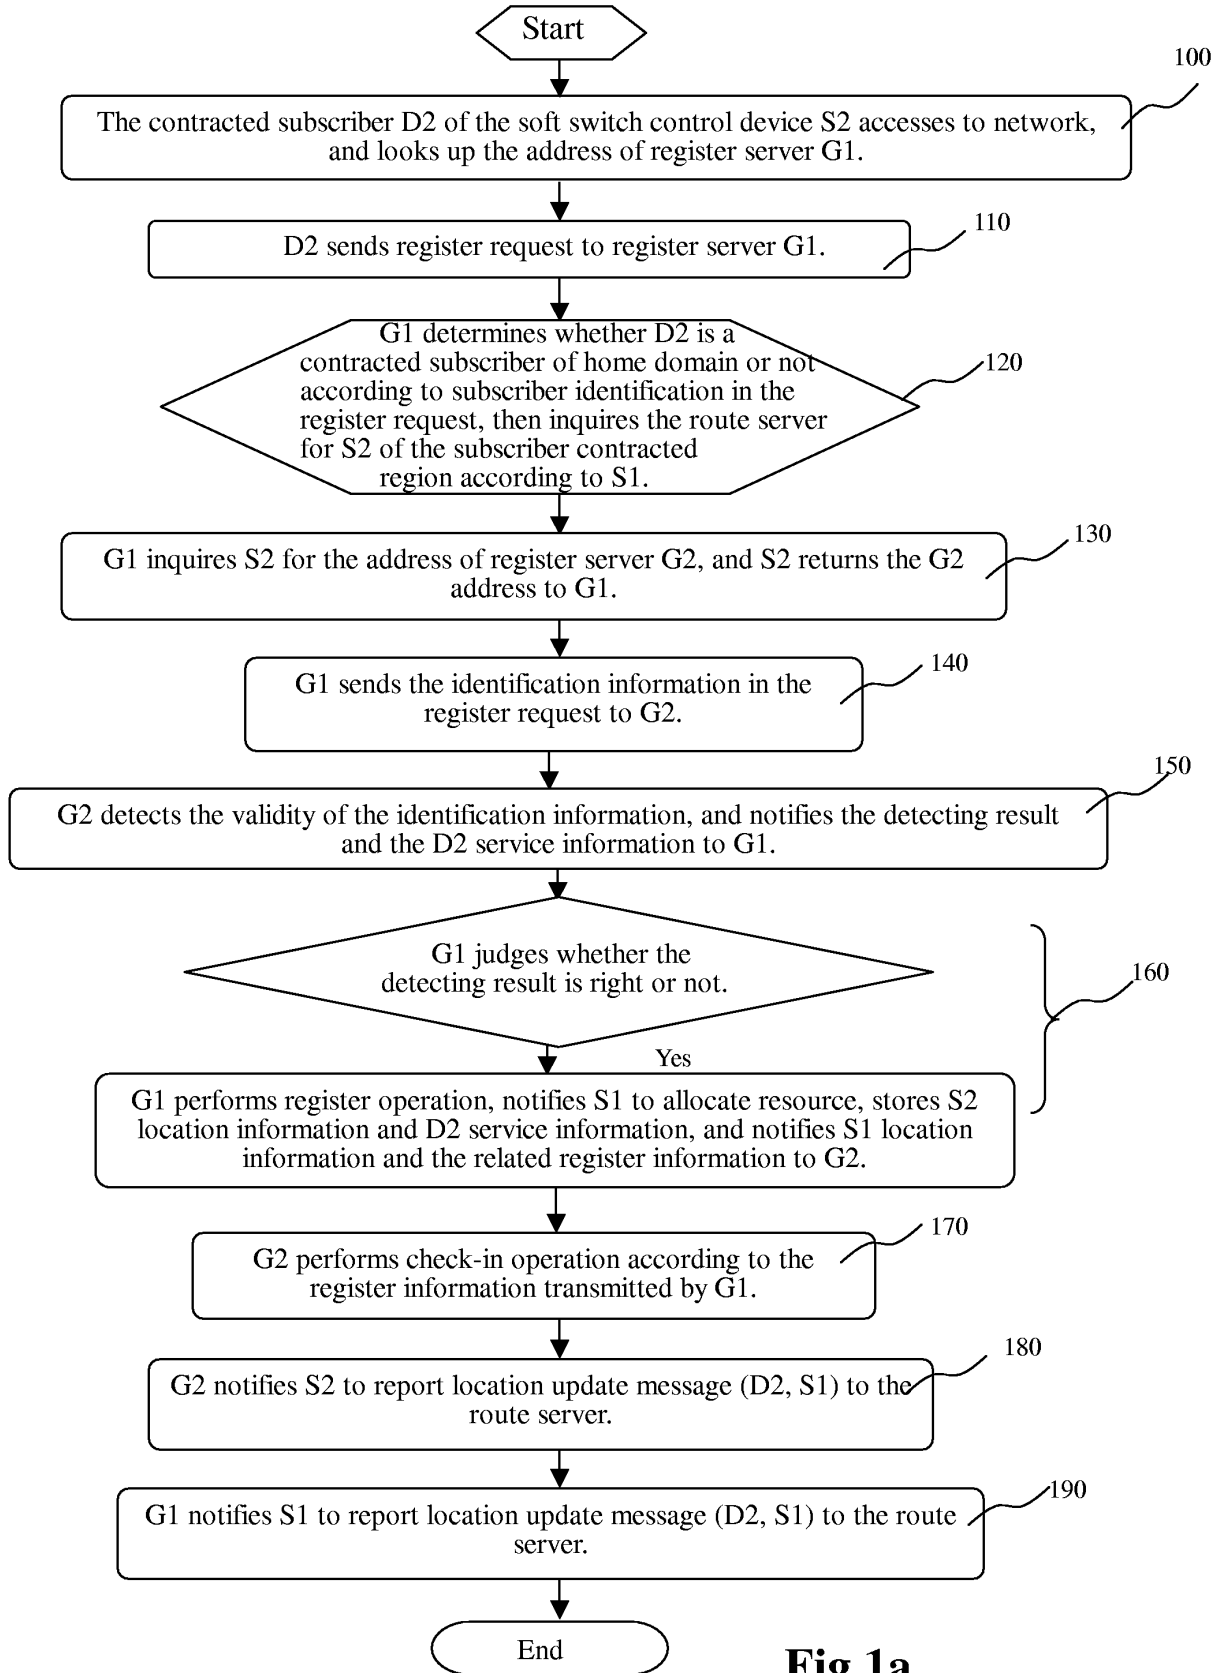 Start
100
The contracted subscriber D2 of the soft switch control device S2 accesses to network,
and looks up the address of register server G1.
110
D2 sends register request to register server G1.
G1 determines whether D2 is a
contracted subscriber of home domain or not
according to subscriber identification in the
register request, then inquires the route server
for S2 of the subscriber contracted
region according to S1.
120
G1 inquires S2 for the address of register server G2, and S2 returns the G2
address to G1.
130
G1 sends the identification information in the
register request to G2.
140
150
G2 detects the validity of the identification information, and notifies the detecting result
and the D2 service information to G1.
G1 judges whether the
detecting result is right or not.
160
Yes
G1 performs register operation, notifies S1 to allocate resource, stores S2
location information and D2 service information, and notifies S1 location
information and the related register information to G2.
170
G2 performs check-in operation according to the
register information transmitted by G1.
180
G2 notifies S2 to report location update message (D2, S1) to the
route server.
190
G1 notifies S1 to report location update message (D2, S1) to the route
server.
End
Fig.1a